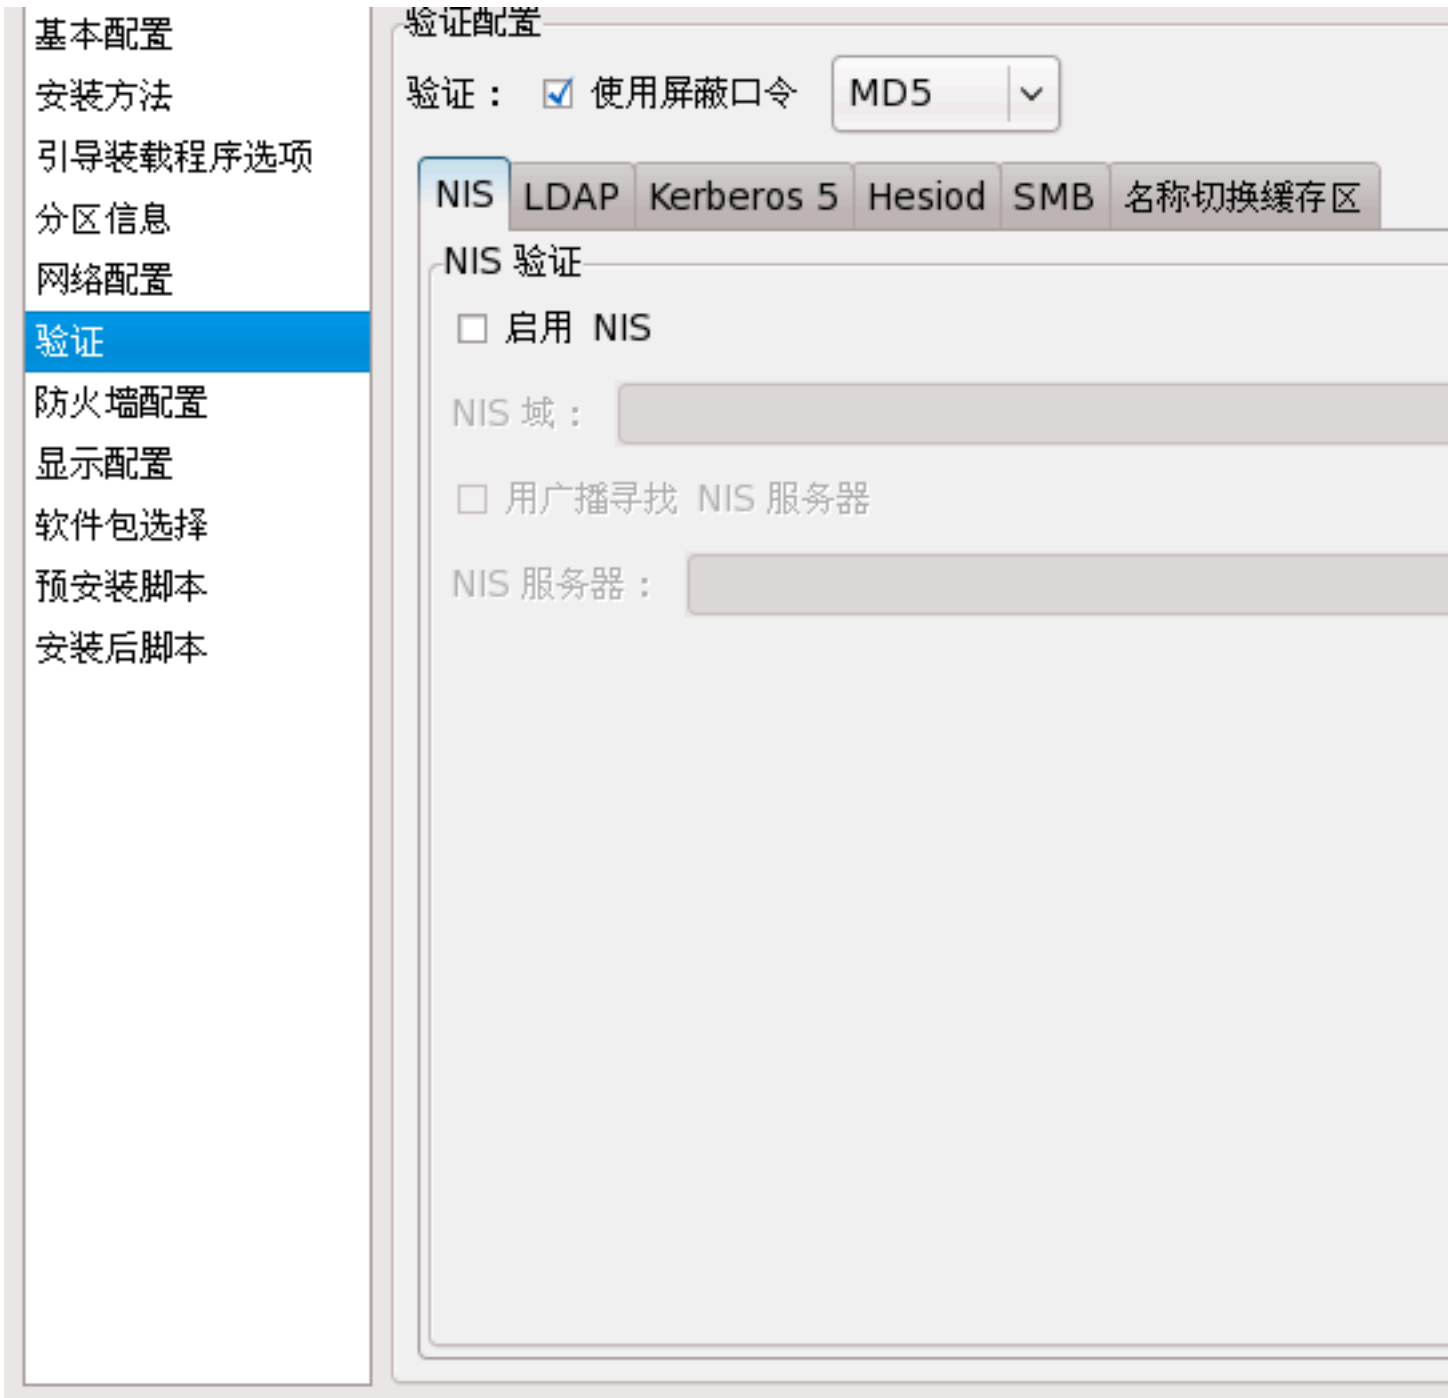 基本配置
安装方法
引导装载程序选项
分区信息
网络配置
验证
防火墙配置
显示配置
软件包选择
预安装脚本
安装后脚本
验证配置
验证： 使用屏蔽口令 MD5
NIS LDAP Kerberos 5 Hesiod SMB 名称切换缓存区
NIS 验证
启用 NIS
NIS 域：
用广播寻找 NIS 服务器
NIS 服务器：